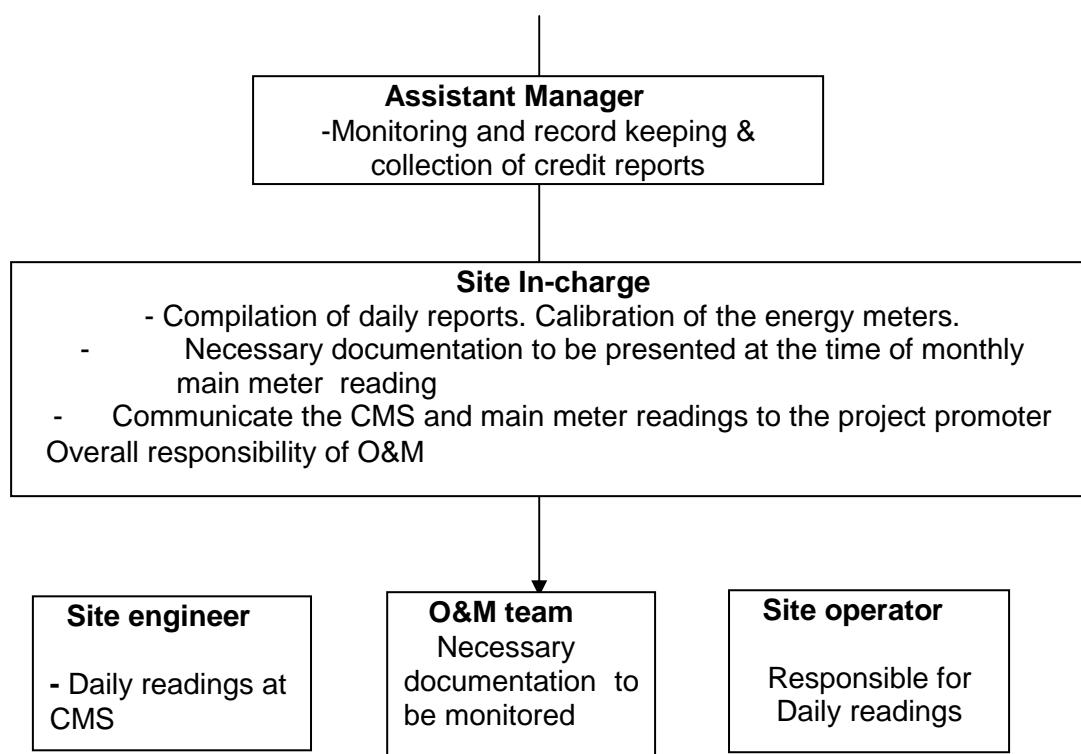 Assistant Manager
-Monitoring and record keeping &
collection of credit reports
Site In-charge
- Compilation of daily reports. Calibration of the energy meters.
- Necessary documentation to be presented at the time of monthly
main meter reading
- Communicate the CMS and main meter readings to the project promoter
Overall responsibility of O&M
Site engineer
- Daily readings at
CMS
O&M team
Necessary
documentation to
be monitored
Site operator
Responsible for
Daily readings